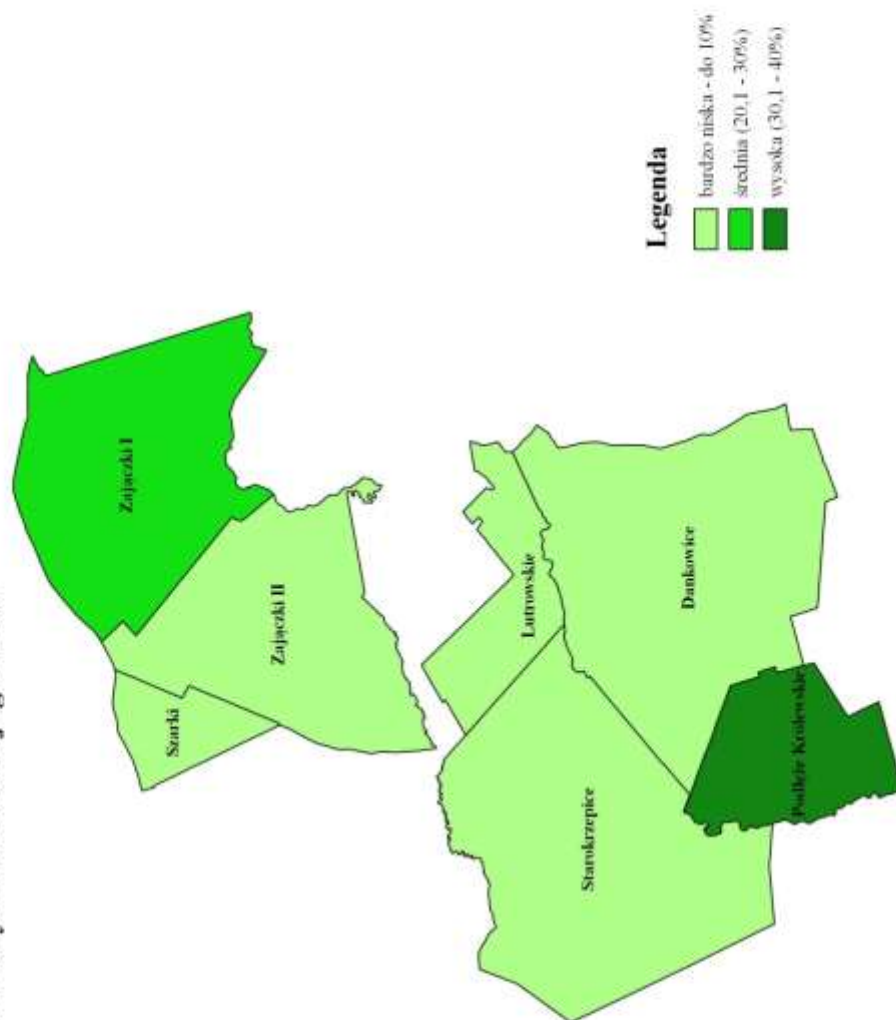 Zajączki I
Szarki
Zajączki II
Lutrowskie
Dankowice
Starokrzepice
Podłęże Królewskie
Legenda
bardzo niska - do 10%
średnia (20,1 - 30%)
wysoka (30,1 - 40%)